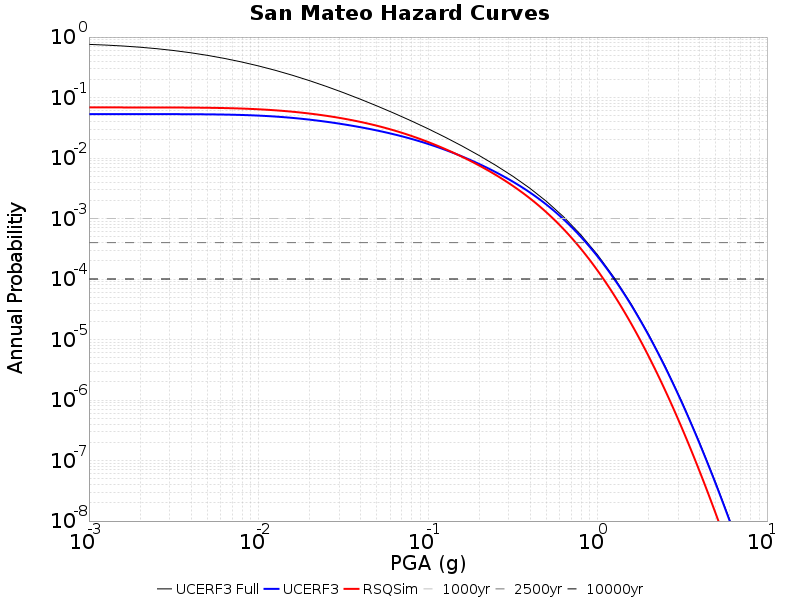 San Mateo Hazard Curves
10^0
10^-1
10^-2
10^-3
10^-4
10^-5
10^-6
10^-7
10^-8
Annual Probabilitiy
10^-3 10^-2 10^-1 10^0 10^1
PGA (g)
UCERF3 Full UCERF3 RSQSim 1000yr 2500yr 10000yr